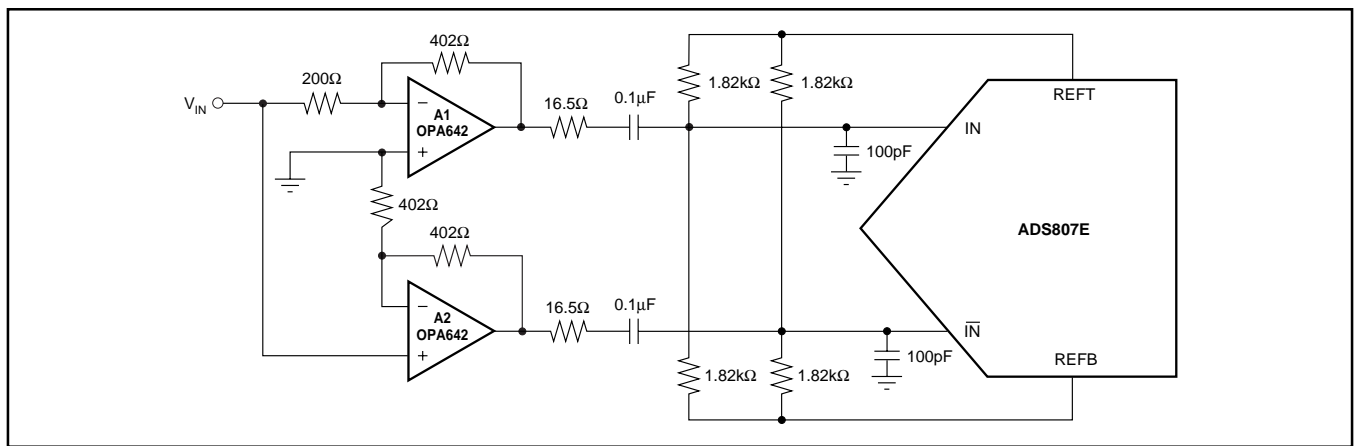 402Ω
200Ω
1.82kΩ
1.82kΩ
V_IN
−
A1
OPA642
+
16.5Ω
0.1µF
REFT
IN
100pF
402Ω
402Ω
ADS807E
−
A2
OPA642
+
16.5Ω
0.1µF
I̅N̅
100pF
1.82kΩ
1.82kΩ
REFB